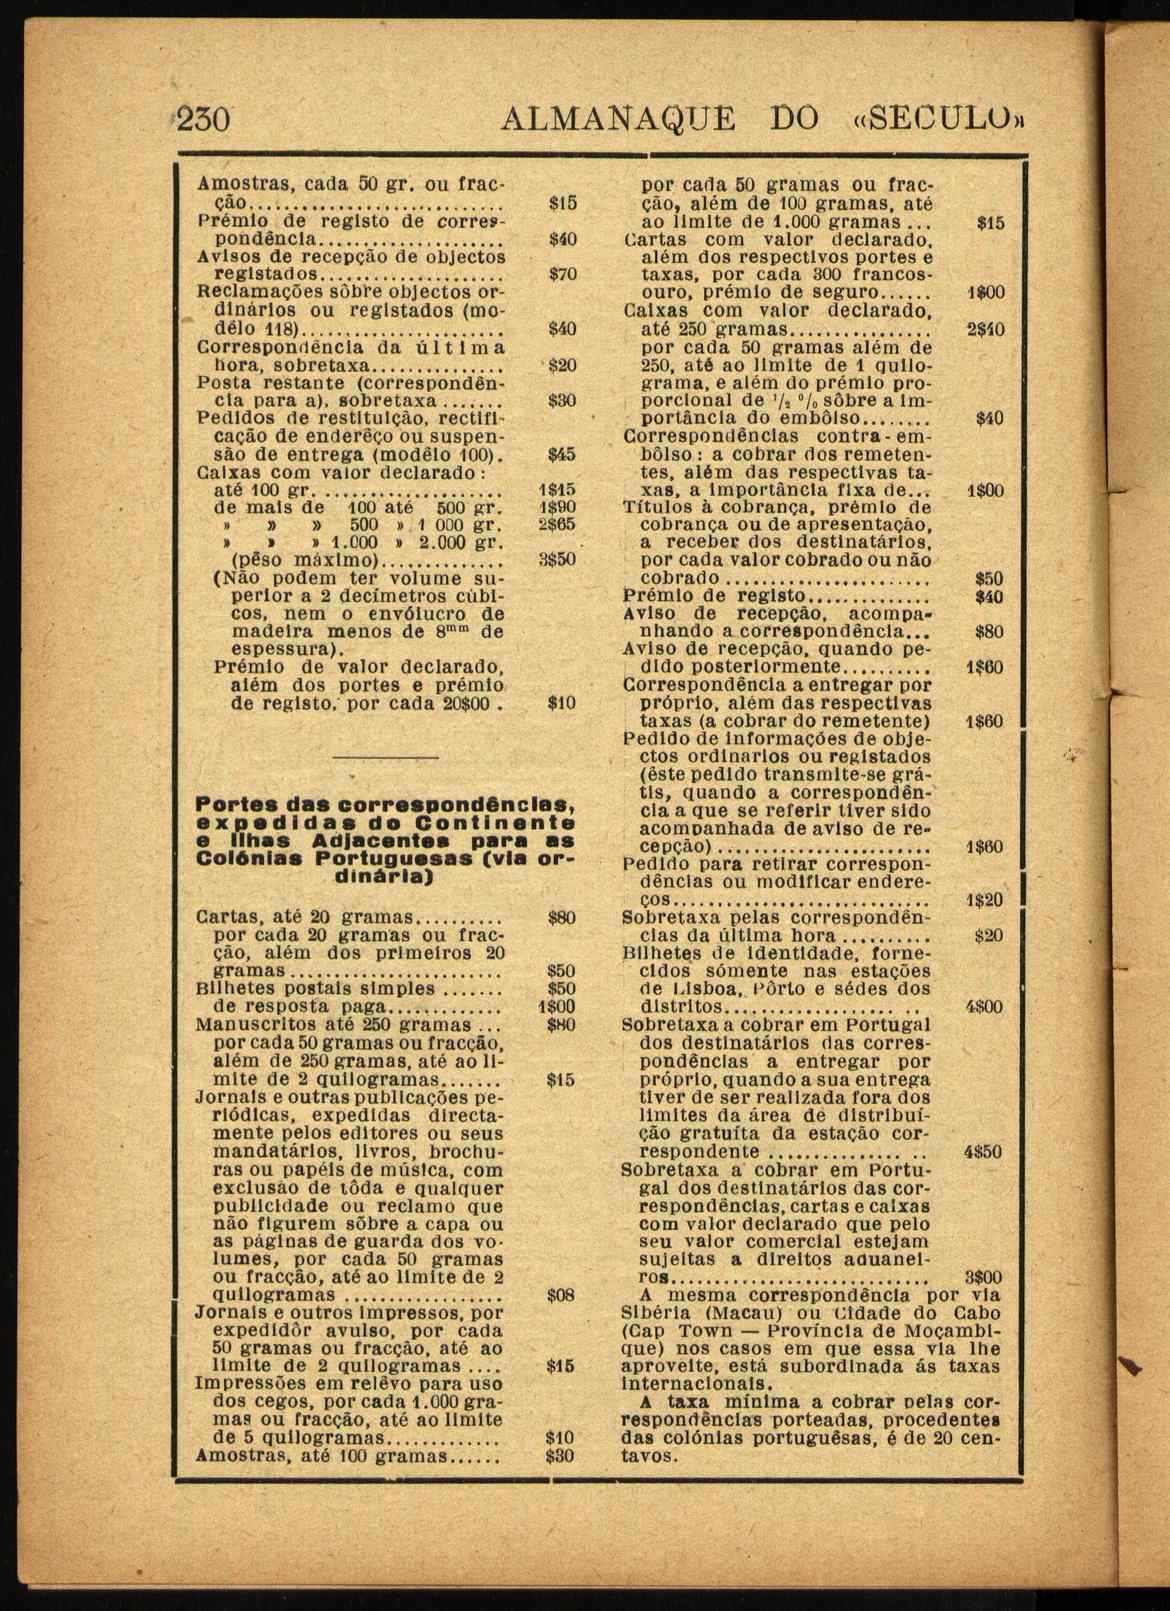 230 ALMANAQUE DO «SECULO»
Amostras, cada 50 gr. ou frac-
ção............................ $15
Prémio de registo de corres-
pondência..................... $40
Avisos de recepção de objectos
registados..................... $70
Reclamações sôbre objectos or-
dinários ou registados (mo-
dêlo 118)....................... $40
Correspondência da última
hora, sobretaxa............... $20
Posta restante (correspondên-
cia para a), sobretaxa....... $30
Pedidos de restituição, rectifi-
cação de enderêço ou suspen-
são de entrega (modêlo 100). $45
Caixas com valor declarado:
até 100 gr. .................... 1$15
de mais de 100 até 500 gr. 1$90
» » » 500 » 1 000 gr. 2$65
» » » 1.000 » 2.000 gr.
(pêso máximo).............. 3$50
(Não podem ter volume su-
perior a 2 decímetros cúbi-
cos, nem o envólucro de
madeira menos de 8mm de
espessura).
Prémio de valor declarado,
além dos portes e prémio
de registo, por cada 20$00 . $10
Portes das correspondências,
expedidas do Continente
e Ilhas Adjacentes para as
Colónias Portuguesas (via or-
dinária)
Cartas, até 20 gramas.......... $80
por cada 20 gramas ou frac-
ção, além dos primeiros 20
gramas........................ $50
Bilhetes postais simples ....... $50
de resposta paga............. 1$00
Manuscritos até 250 gramas ... $80
por cada 50 gramas ou fracção,
além de 250 gramas, até ao li-
mite de 2 quilogramas....... $15
Jornais e outras publicações pe-
riódicas, expedidas directa-
mente pelos editores ou seus
mandatários, livros, brochu-
ras ou papéis de música, com
exclusão de tôda e qualquer
publicidade ou reclamo que
não figurem sôbre a capa ou
as páginas de guarda dos vo-
lumes, por cada 50 gramas
ou fracção, até ao limite de 2
quilogramas .................. $08
Jornais e outros impressos, por
expedidôr avulso, por cada
50 gramas ou fracção, até ao
limite de 2 quilogramas .... $15
Impressões em relêvo para uso
dos cegos, por cada 1.000 gra-
mas ou fracção, até ao limite
de 5 quilogramas............. $10
Amostras, até 100 gramas...... $30
por cada 50 gramas ou frac-
ção, além de 100 gramas, até
ao limite de 1.000 gramas ... $15
Cartas com valor declarado,
além dos respectivos portes e
taxas, por cada 300 francos-
ouro, prémio de seguro...... 1$00
Caixas com valor declarado,
até 250 gramas................ 2$40
por cada 50 gramas além de
250, até ao limite de 1 quilo-
grama, e além do prémio pro-
porcional de 1/2 % sôbre a im-
portância do embôlso........ $40
Correspondências contra-em-
bôlso: a cobrar dos remeten-
tes, além das respectivas ta-
xas, a importância fixa de... 1$00
Títulos à cobrança, prémio de
cobrança ou de apresentação,
a receber dos destinatários,
por cada valor cobrado ou não
cobrado ....................... $50
Prémio de registo.............. $40
Aviso de recepção, acompa-
nhando a correspondência... $80
Aviso de recepção, quando pe-
dido posteriormente.......... 1$60
Correspondência a entregar por
próprio, além das respectivas
taxas (a cobrar do remetente) 1$60
Pedido de informações de obje-
ctos ordinarios ou registados
(êste pedido transmite-se grá-
tis, quando a correspondên-
cia a que se referir tiver sido
acompanhada de aviso de re-
cepção) ........................ 1$60
Pedido para retirar correspon-
dências ou modificar endere-
ços............................. 1$20
Sobretaxa pelas correspondên-
cias da última hora .......... $20
Bilhetes de identidade, forne-
cidos sómente nas estações
de Lisboa, Pôrto e sédes dos
distritos................... .. 4$00
Sobretaxa a cobrar em Portugal
dos destinatários das corres-
pondências a entregar por
próprio, quando a sua entrega
tiver de ser realizada fora dos
limites da área de distribuí-
ção gratuíta da estação cor-
respondente ............... .. 4$50
Sobretaxa a cobrar em Portu-
gal dos destinatários das cor-
respondências, cartas e caixas
com valor declarado que pelo
seu valor comercial estejam
sujeitas a direitos aduanei-
ros............................. 3$00
A mesma correspondência por via
Sibéria (Macau) ou Cidade do Cabo
(Cap Town — Província de Moçambi-
que) nos casos em que essa via lhe
aproveite, está subordinada ás taxas
internacionais.
A taxa mínima a cobrar pelas cor-
respondências porteadas, procedentes
das colónias portuguêsas, é de 20 cen-
tavos.